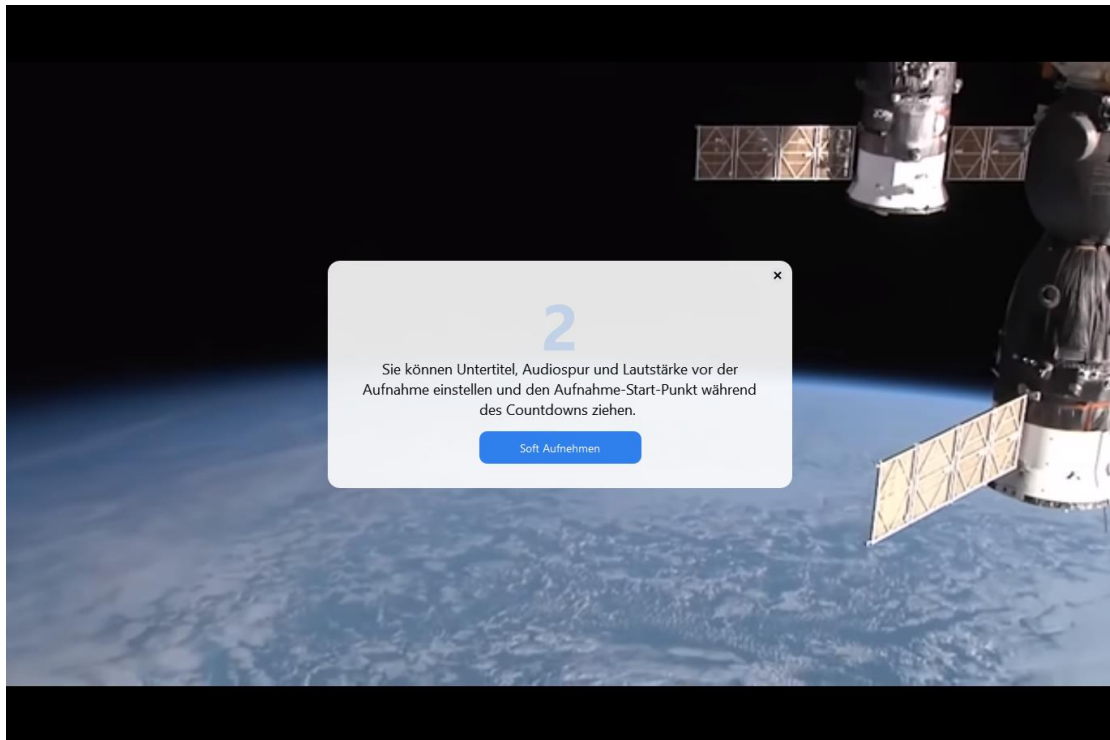 ×
2
Sie können Untertitel, Audiospur und Lautstärke vor der
Aufnahme einstellen und den Aufnahme-Start-Punkt während
des Countdowns ziehen.
Soft Aufnehmen